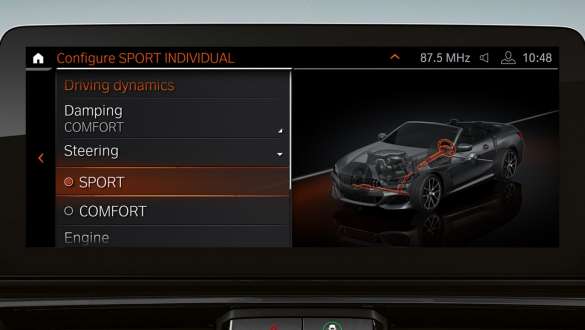 Configure SPORT INDIVIDUAL
87.5 MHz
10:48
Driving dynamics
Damping
COMFORT
Steering
SPORT
COMFORT
Engine